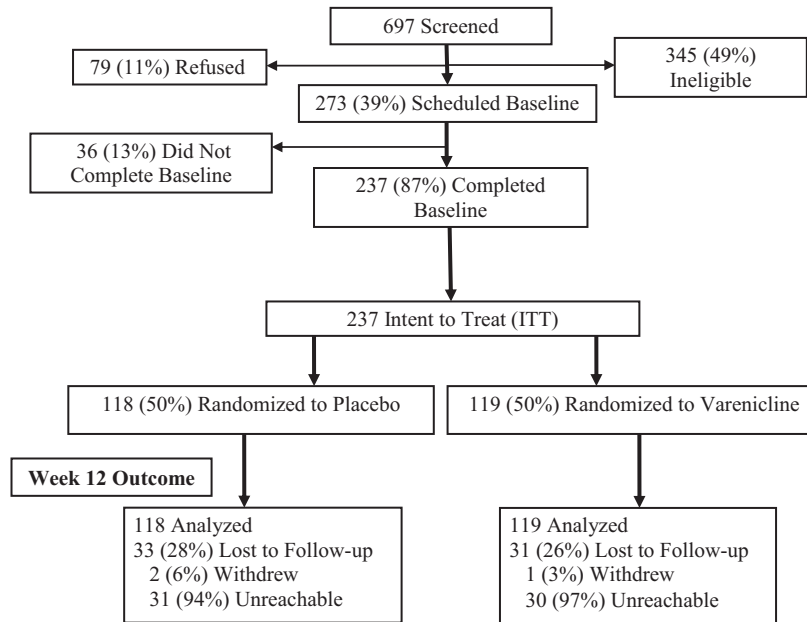 697 Screened
79 (11%) Refused
345 (49%)
Ineligible
273 (39%) Scheduled Baseline
36 (13%) Did Not
Complete Baseline
237 (87%) Completed
Baseline
237 Intent to Treat (ITT)
118 (50%) Randomized to Placebo
119 (50%) Randomized to Varenicline
Week 12 Outcome
118 Analyzed
33 (28%) Lost to Follow-up
2 (6%) Withdrew
31 (94%) Unreachable
119 Analyzed
31 (26%) Lost to Follow-up
1 (3%) Withdrew
30 (97%) Unreachable